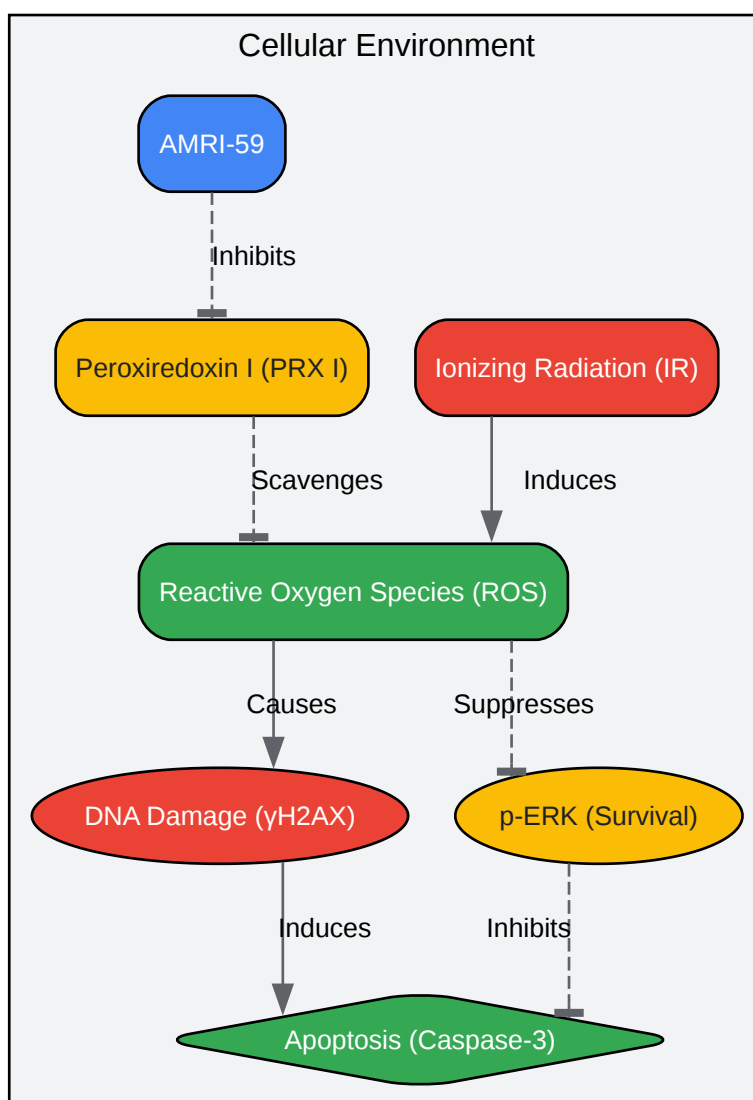 Cellular Environment
AMRI-59
Inhibits
Peroxiredoxin I (PRX I)
Ionizing Radiation (IR)
Scavenges
Induces
Reactive Oxygen Species (ROS)
Causes
Suppresses
DNA Damage (γH2AX)
p-ERK (Survival)
Induces
Inhibits
Apoptosis (Caspase-3)